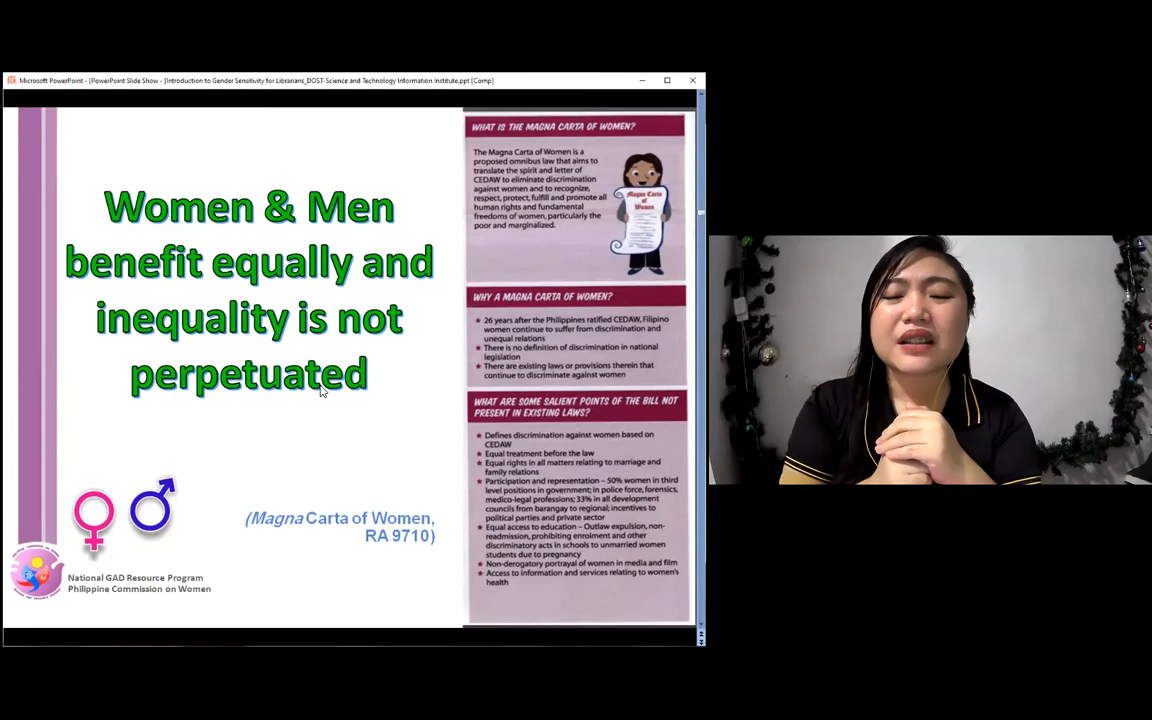 Microsoft PowerPoint - [PowerPoint Slide Show - [Introduction to Gender Sensitivity for Librarians_DOST-Science and Technology Information Institute.ppt [Comp]
Women & Men
benefit equally and
inequality is not
perpetuated
(Magna Carta of Women,
RA 9710)
National GAD Resource Program
Philippine Commission on Women
WHAT IS THE MAGNA CARTA OF WOMEN?
The Magna Carta of Women is a
proposed omnibus law that aims to
translate the spirit and letter of
CEDAW to eliminate discrimination
against women and to recognize,
respect, protect, fulfill and promote all
human rights and fundamental
freedoms of women, particularly the
poor and marginalized.
Magna Carta
of
Women
WHY A MAGNA CARTA OF WOMEN?
★ 26 years after the Philippines ratified CEDAW, Filipino
women continue to suffer from discrimination and
unequal relations
★ There is no definition of discrimination in national
legislation
★ There are existing laws or provisions therein that
continue to discriminate against women
WHAT ARE SOME SALIENT POINTS OF THE BILL NOT
PRESENT IN EXISTING LAWS?
★ Defines discrimination against women based on
CEDAW
★ Equal treatment before the law
★ Equal rights in all matters relating to marriage and
family relations
★ Participation and representation – 50% women in third
level positions in government; in police force, forensics,
medico-legal professions; 33% in all development
councils from barangay to regional; incentives to
political parties and private sector
★ Equal access to education – Outlaw expulsion, non-
readmission, prohibiting enrolment and other
discriminatory acts in schools to unmarried women
students due to pregnancy
★ Non-derogatory portrayal of women in media and film
★ Access to information and services relating to women's
health